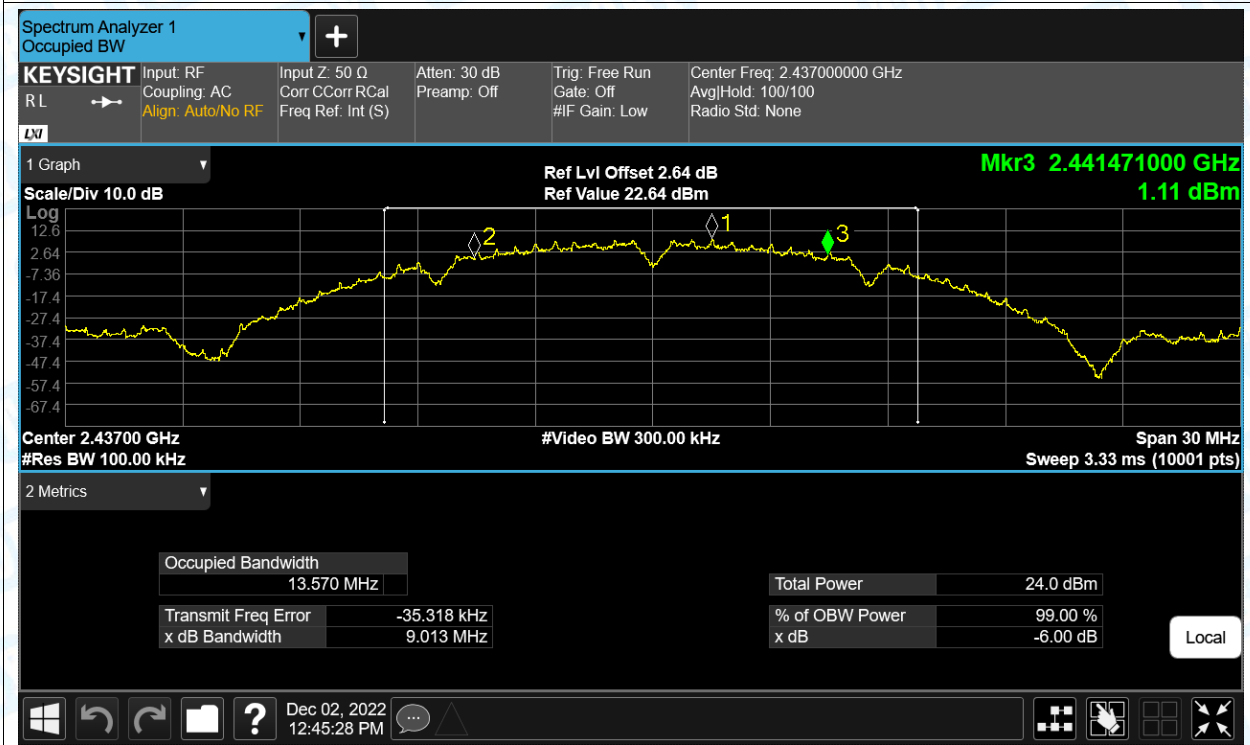 Spectrum Analyzer 1
Occupied BW
KEYSIGHT
R L
LXI
Input: RF
Coupling: AC
Align: Auto/No RF
Input Z: 50 Ω
Corr CCorr RCal
Freq Ref: Int (S)
Atten: 30 dB
Preamp: Off
Trig: Free Run
Gate: Off
#IF Gain: Low
Center Freq: 2.437000000 GHz
Avg|Hold: 100/100
Radio Std: None
1 Graph
Scale/Div 10.0 dB
Ref Lvl Offset 2.64 dB
Ref Value 22.64 dBm
Mkr3 2.441471000 GHz
1.11 dBm
Log
12.6
2.64
-7.36
-17.4
-27.4
-37.4
-47.4
-57.4
-67.4
2
1
3
Center 2.43700 GHz
#Res BW 100.00 kHz
#Video BW 300.00 kHz
Span 30 MHz
Sweep 3.33 ms (10001 pts)
2 Metrics
Occupied Bandwidth
13.570 MHz
Transmit Freq Error -35.318 kHz
x dB Bandwidth 9.013 MHz
Total Power 24.0 dBm
% of OBW Power 99.00 %
x dB -6.00 dB
Local
?
Dec 02, 2022
12:45:28 PM